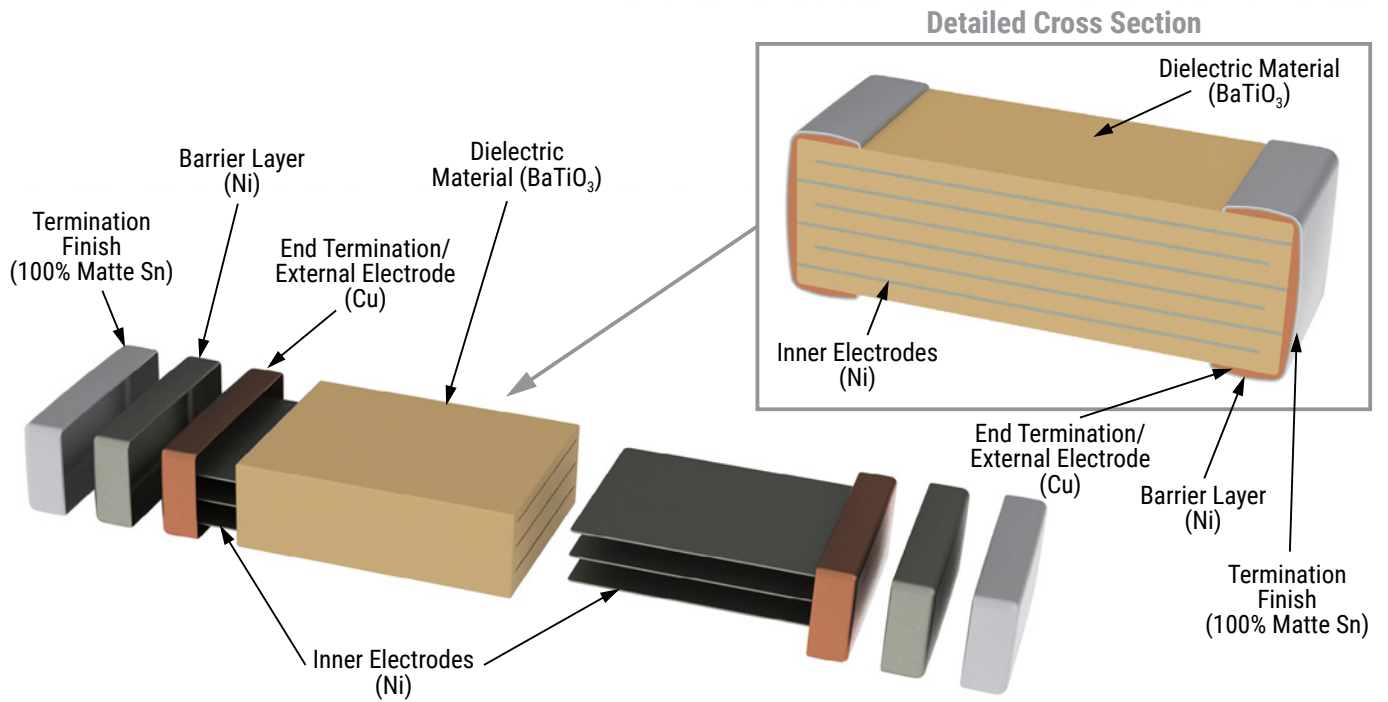 Detailed Cross Section
Dielectric Material
(BaTiO₃)
Inner Electrodes
(Ni)
End Termination/
External Electrode
(Cu)
Barrier Layer
(Ni)
Termination
Finish
(100% Matte Sn)
Barrier Layer
(Ni)
Dielectric
Material (BaTiO₃)
Termination
Finish
(100% Matte Sn)
End Termination/
External Electrode
(Cu)
Inner Electrodes
(Ni)